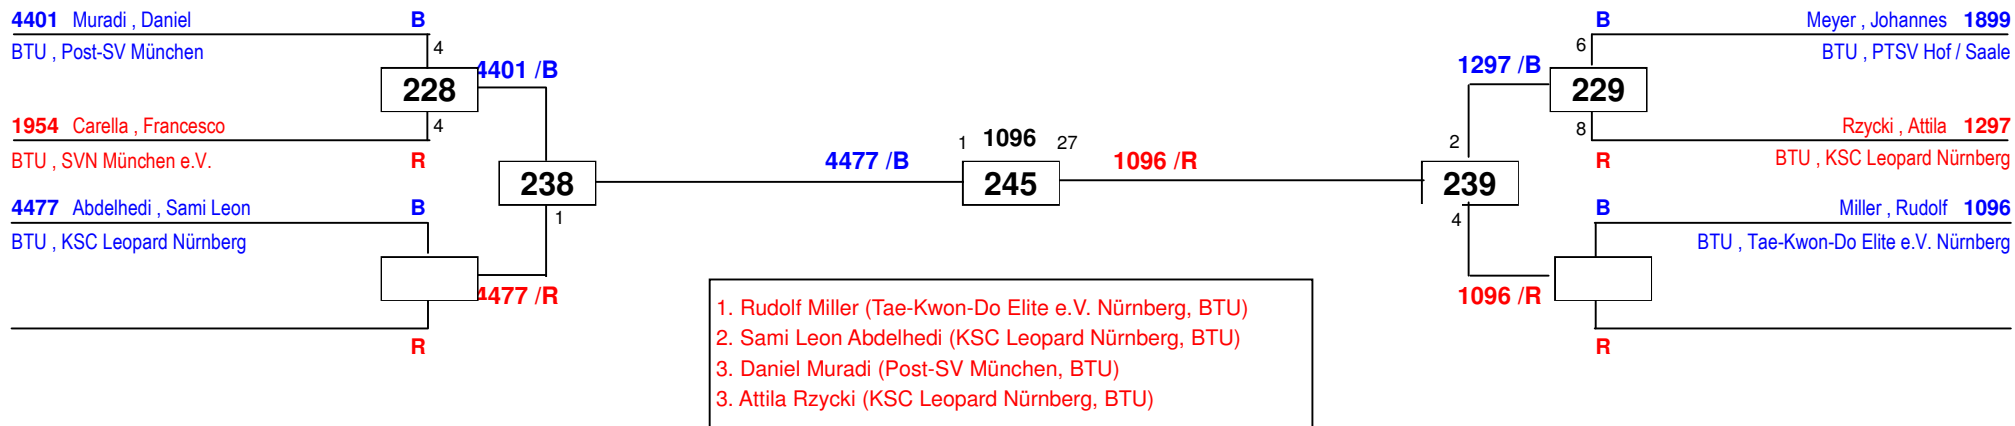 4401 Muradi , Daniel B
BTU , Post-SV München
4
4401 /B
228
1954 Carella , Francesco
4
BTU , SVN München e.V. R
238
4477 Abdelhedi , Sami Leon B
1
BTU , KSC Leopard Nürnberg
4477 /R
R
4477 /B
1 1096 27
245
1096 /R
B Meyer , Johannes 1899
6
BTU , PTSV Hof / Saale
1297 /B
229
8
Rzycki , Attila 1297
2
R BTU , KSC Leopard Nürnberg
239
4
B Miller , Rudolf 1096
BTU , Tae-Kwon-Do Elite e.V. Nürnberg
1096 /R
R
1. Rudolf Miller (Tae-Kwon-Do Elite e.V. Nürnberg, BTU)
2. Sami Leon Abdelhedi (KSC Leopard Nürnberg, BTU)
3. Daniel Muradi (Post-SV München, BTU)
3. Attila Rzycki (KSC Leopard Nürnberg, BTU)